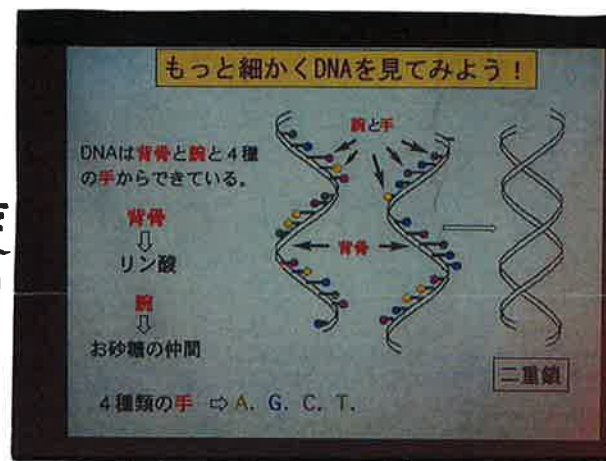 もっと細かくDNAを見てみよう！
腕と手
DNAは背骨と腕と4種
の手からできている。
背骨
⇩
リン酸
背骨
腕
⇩
お砂糖の仲間
二重鎖
4種類の手 ⇨ A. G. C. T.